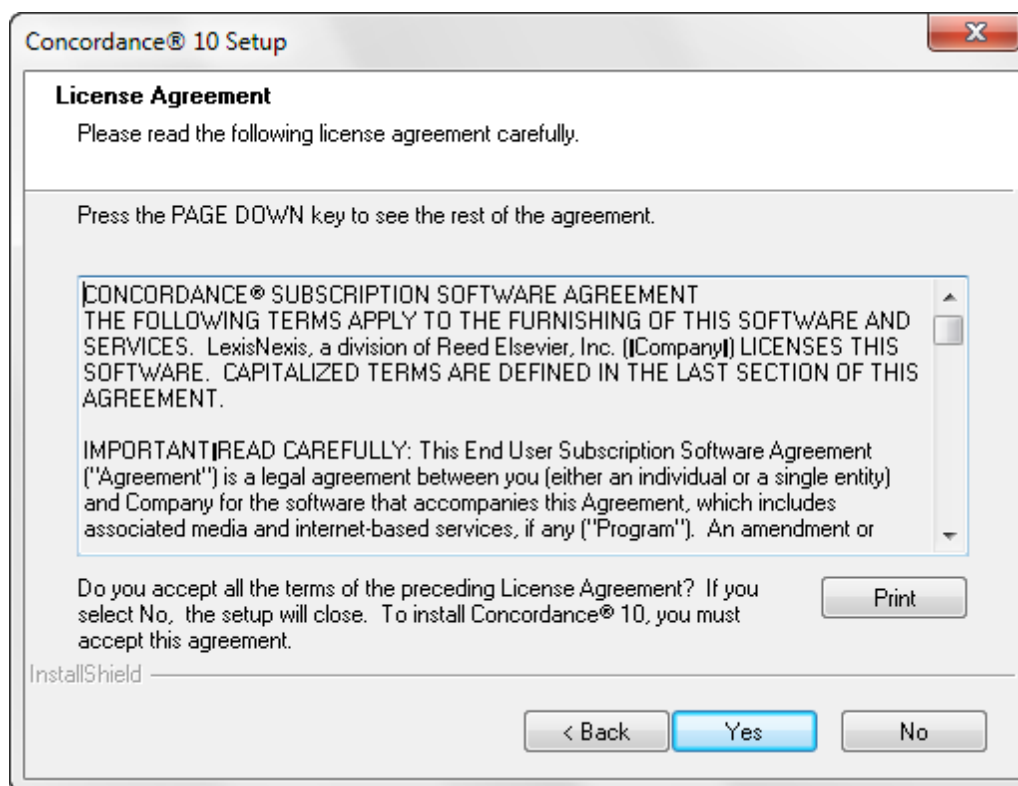 Concordance® 10 Setup
License Agreement
Please read the following license agreement carefully.
Press the PAGE DOWN key to see the rest of the agreement.
CONCORDANCE® SUBSCRIPTION SOFTWARE AGREEMENT
THE FOLLOWING TERMS APPLY TO THE FURNISHING OF THIS SOFTWARE AND
SERVICES.  LexisNexis, a division of Reed Elsevier, Inc. (❙Company❙) LICENSES THIS
SOFTWARE.  CAPITALIZED TERMS ARE DEFINED IN THE LAST SECTION OF THIS
AGREEMENT.
IMPORTANT❙READ CAREFULLY: This End User Subscription Software Agreement
("Agreement") is a legal agreement between you (either an individual or a single entity)
and Company for the software that accompanies this Agreement, which includes
associated media and internet-based services, if any ("Program").  An amendment or
Do you accept all the terms of the preceding License Agreement?  If you
select No,  the setup will close.  To install Concordance® 10, you must
accept this agreement.
Print
InstallShield
< Back
Yes
No